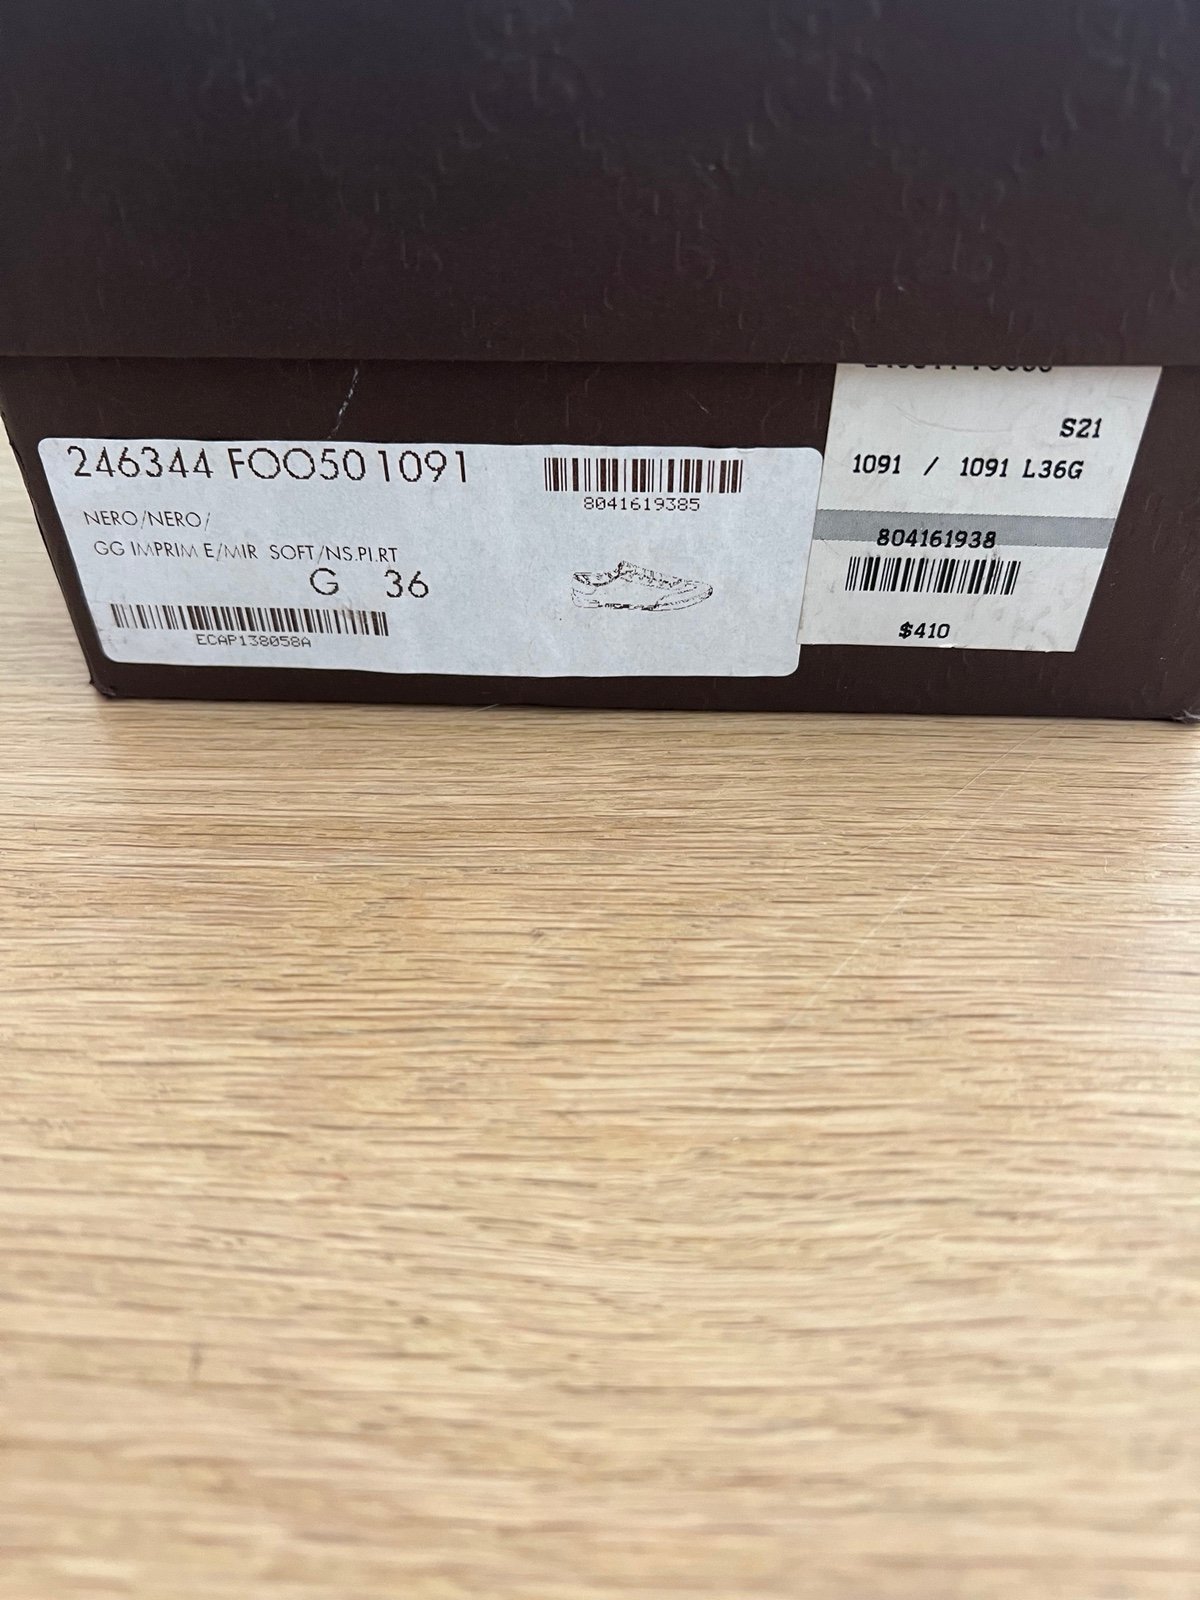 246344 FOO50 1091
8041619385
NERO/NERO/
GG IMPRIM E/MIR SOFT/NS.PI.RT
G 36
ECAP138058A
S21
1091 / 1091 L36G
804161938
$410